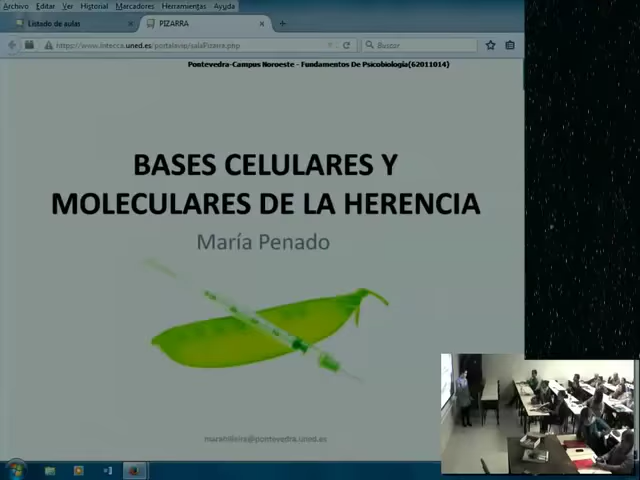 Archivo Editar Ver Historial Marcadores Herramientas Ayuda
Listado de aulas
PIZARRA
https://www.intecca.uned.es/portalavip/salaPizarra.php
Buscar
Pontevedra-Campus Noroeste - Fundamentos De Psicobiología(62011014)
BASES CELULARES Y
MOLECULARES DE LA HERENCIA
María Penado